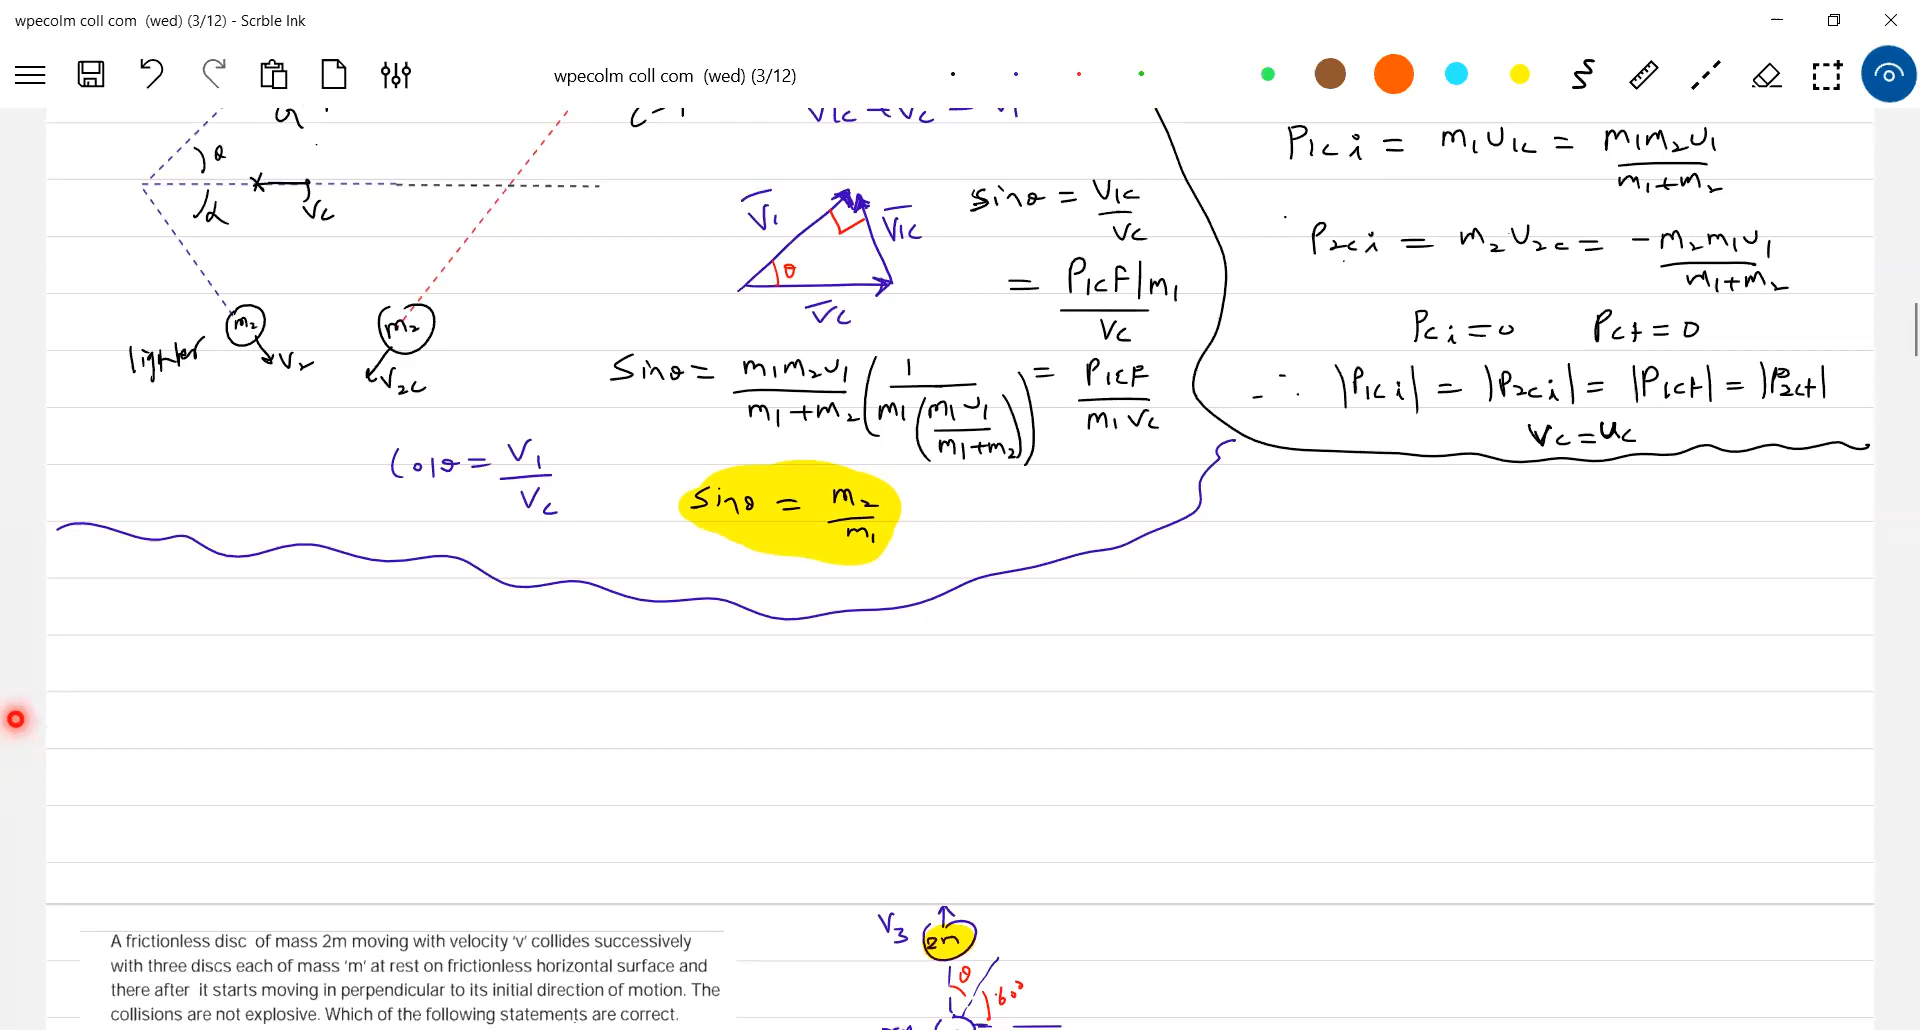 wpecolm coll com (wed) (3/12) - Scrble Ink
wpecolm coll com (wed) (3/12)
V1c + Vc = V1
θ
α
Vc
m2
V2
lighter
m2
V2c
V1
V1c
θ
Vc
sinθ = V1c / Vc
= P1cf/m1 / Vc
Sinθ = m1m2U1 / m1+m2 (1 / m1(m1U1 / m1+m2)) = P1cf / m1Vc
Cosθ = V1 / Vc
Sinθ = m2 / m1
P1ci = m1U1c = m1m2U1 / m1+m2
P2ci = m2U2c = -m2m1U1 / m1+m2
Pci = 0 Pcf = 0
∴ |P1ci| = |P2ci| = |P1cf| = |P2cf|
Vc = Uc
A frictionless disc of mass 2m moving with velocity 'v' collides successively
with three discs each of mass 'm' at rest on frictionless horizontal surface and
there after it starts moving in perpendicular to its initial direction of motion. The
collisions are not explosive. Which of the following statements are correct.
V3
2m
θ
60°